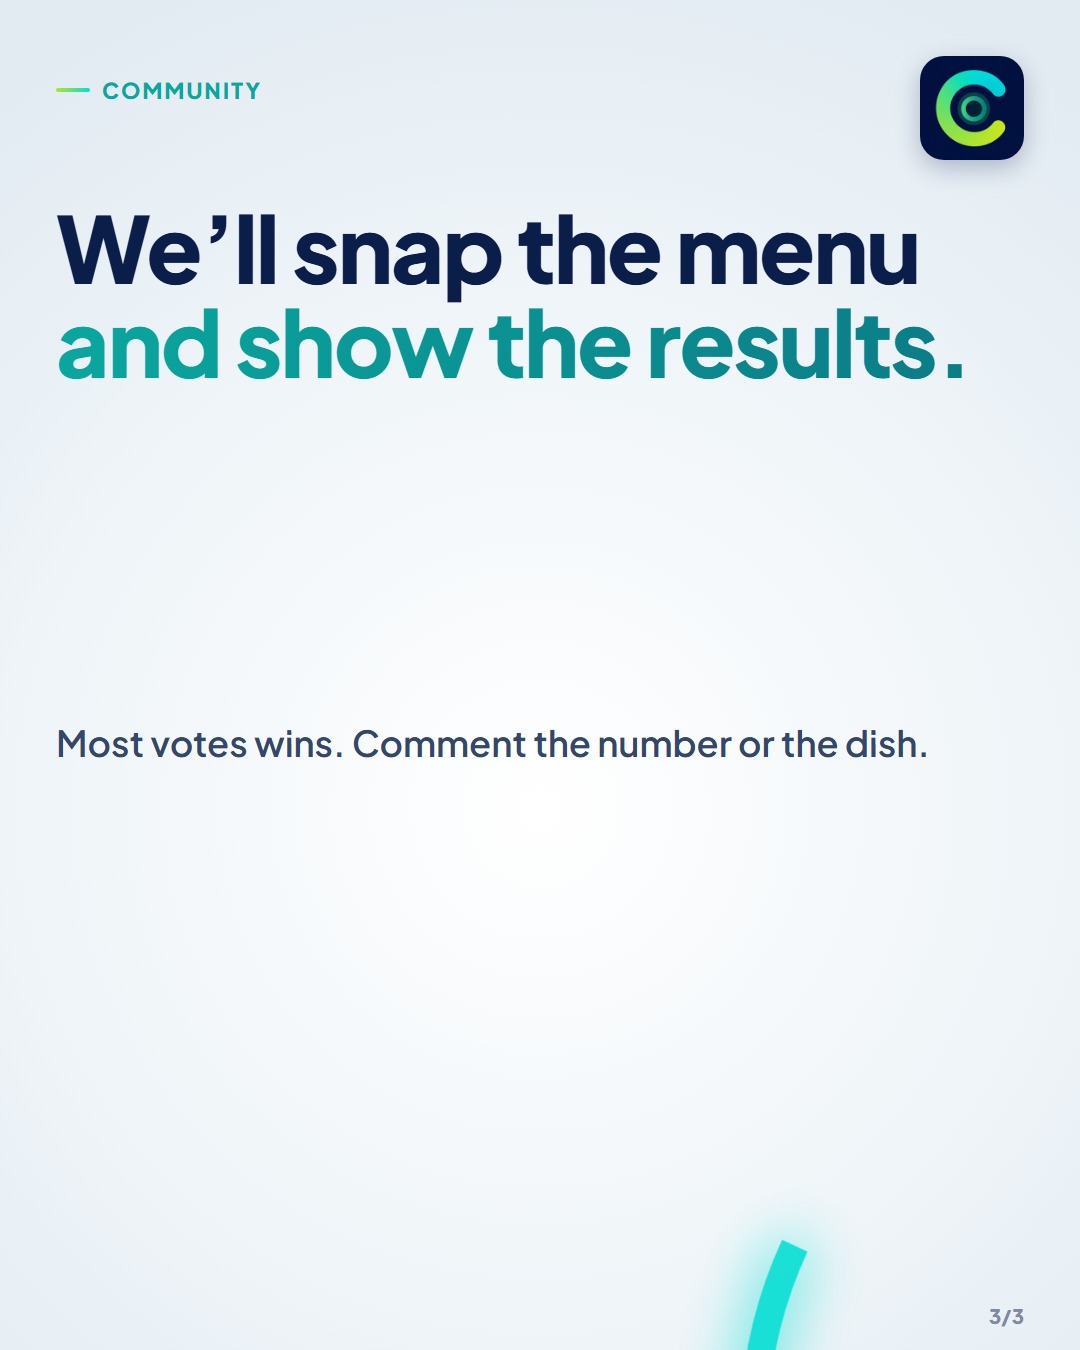 COMMUNITY
We’ll snap the menu
and show the results.
Most votes wins. Comment the number or the dish.
3/3